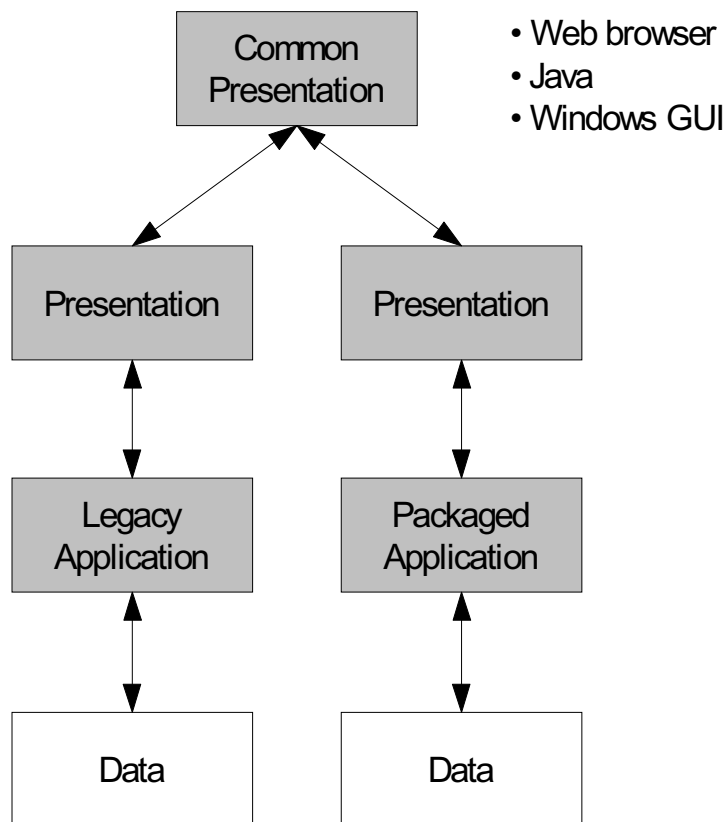 Common
Presentation
• Web browser
• Java
• Windows GUI
Presentation
Presentation
Legacy
Application
Packaged
Application
Data
Data